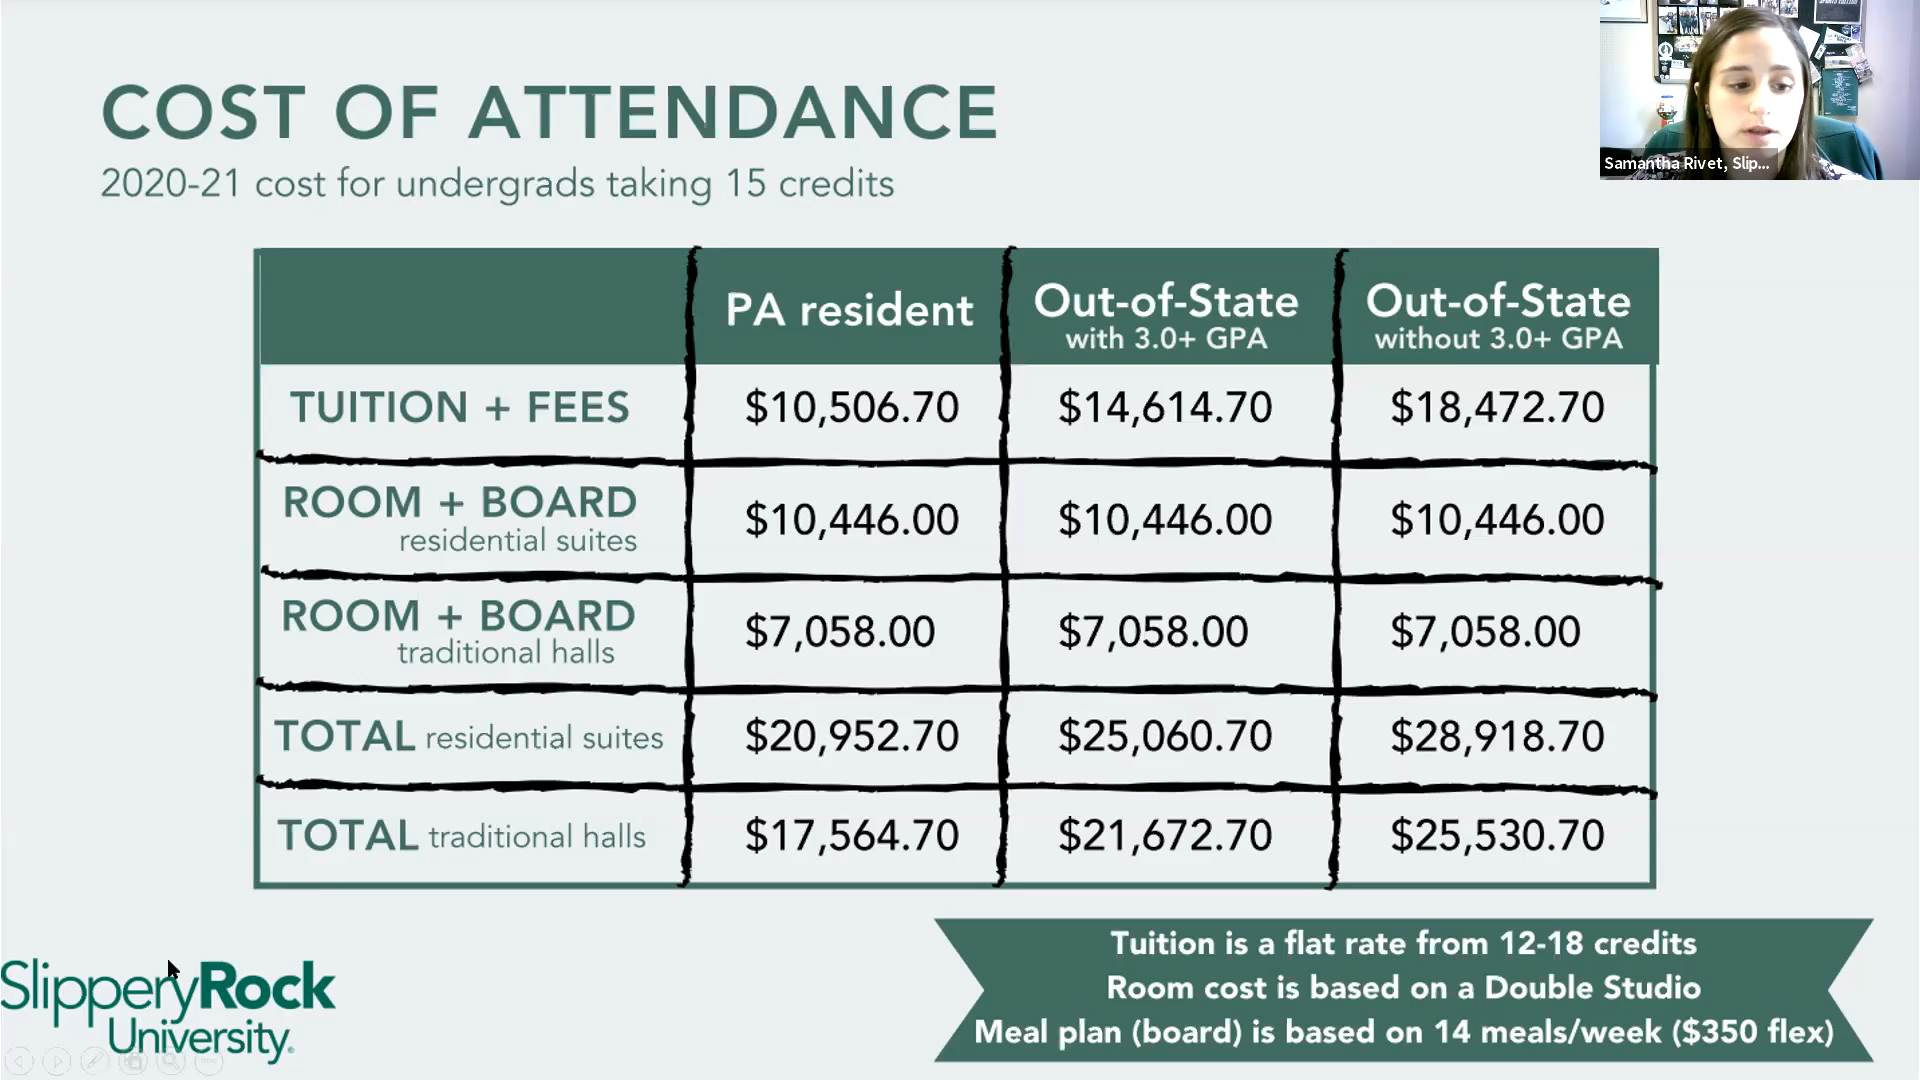 COST OF ATTENDANCE
2020-21 cost for undergrads taking 15 credits
Samantha Rivet, Slip...
PA resident
Out-of-State
with 3.0+ GPA
Out-of-State
without 3.0+ GPA
TUITION + FEES
$10,506.70
$14,614.70
$18,472.70
ROOM + BOARD
residential suites
$10,446.00
$10,446.00
$10,446.00
ROOM + BOARD
traditional halls
$7,058.00
$7,058.00
$7,058.00
TOTAL residential suites
$20,952.70
$25,060.70
$28,918.70
TOTAL traditional halls
$17,564.70
$21,672.70
$25,530.70
Tuition is a flat rate from 12-18 credits
Room cost is based on a Double Studio
Meal plan (board) is based on 14 meals/week ($350 flex)
SlipperyRock
University.